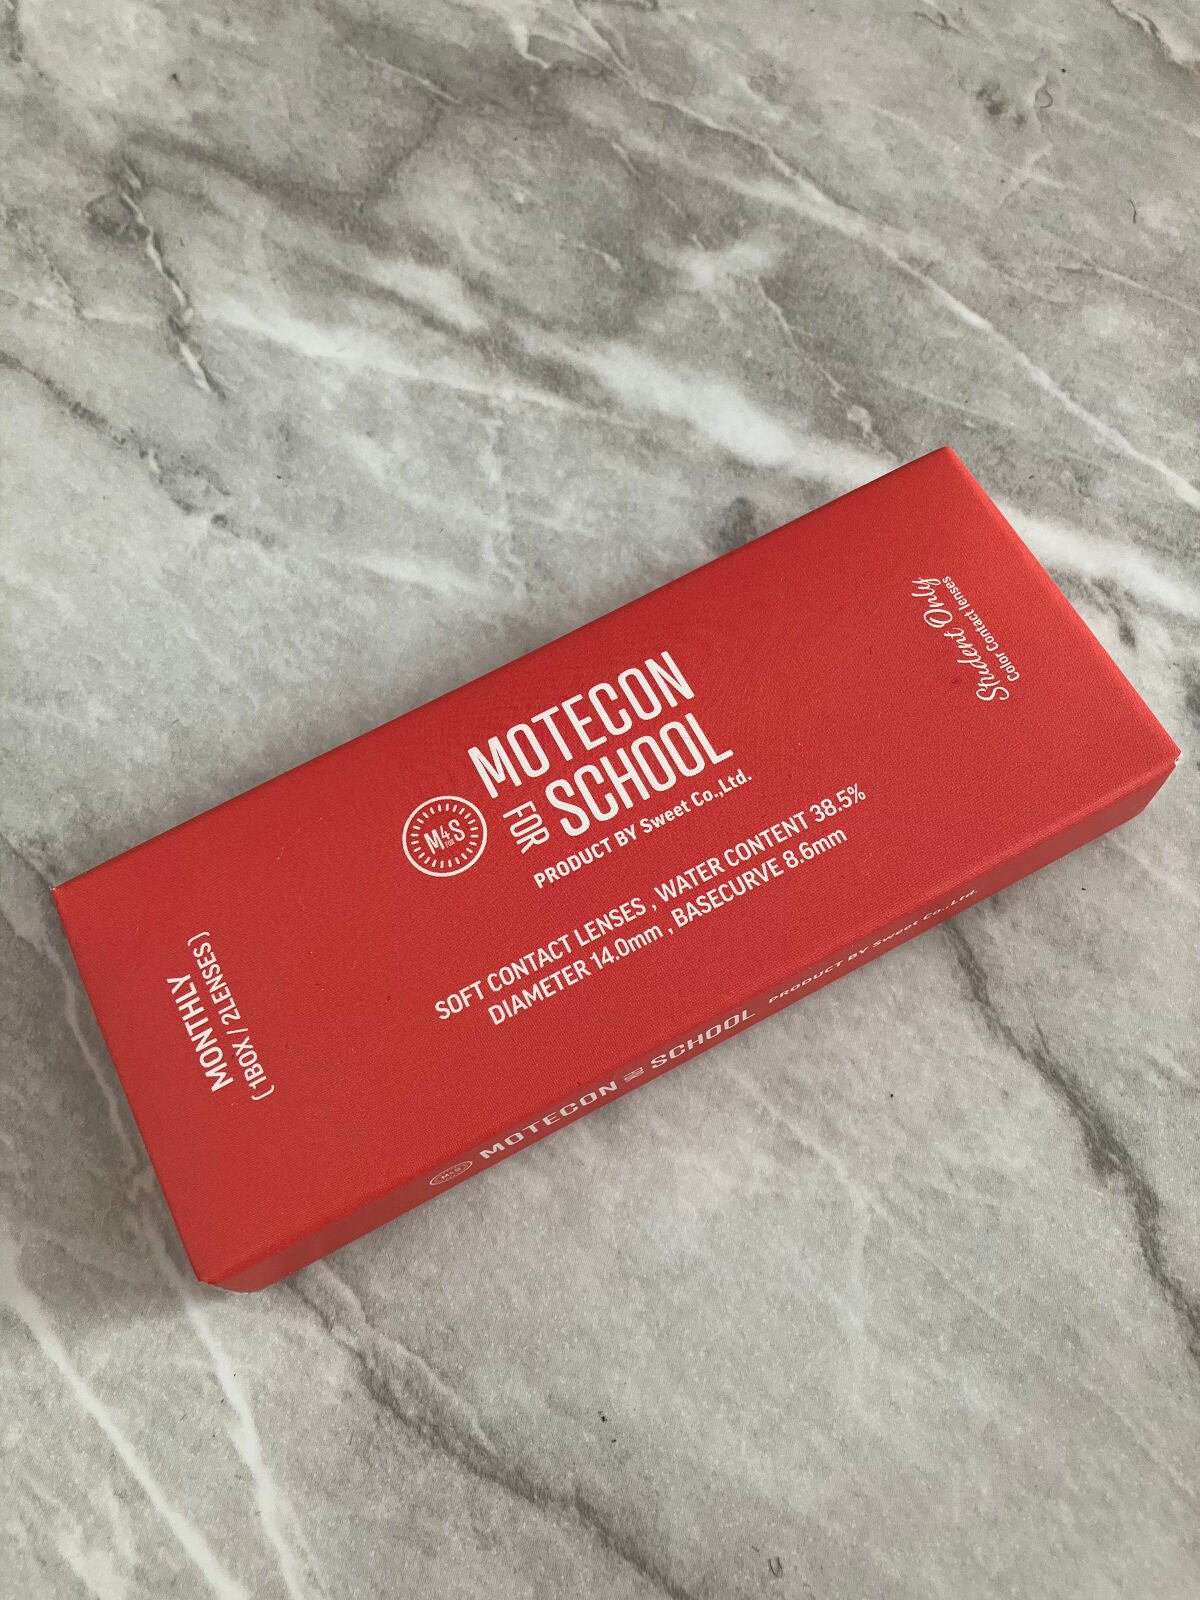 M4S
FOR
MOTECON
FOR SCHOOL
PRODUCT BY Sweet Co.,Ltd.
SOFT CONTACT LENSES , WATER CONTENT 38.5%
DIAMETER 14.0mm , BASECURVE 8.6mm
MONTHLY
( 1BOX / 2LENSES )
Student Only
Color Contact lenses
M4S
MOTECON FOR SCHOOL PRODUCT BY Sweet Co.,Ltd.